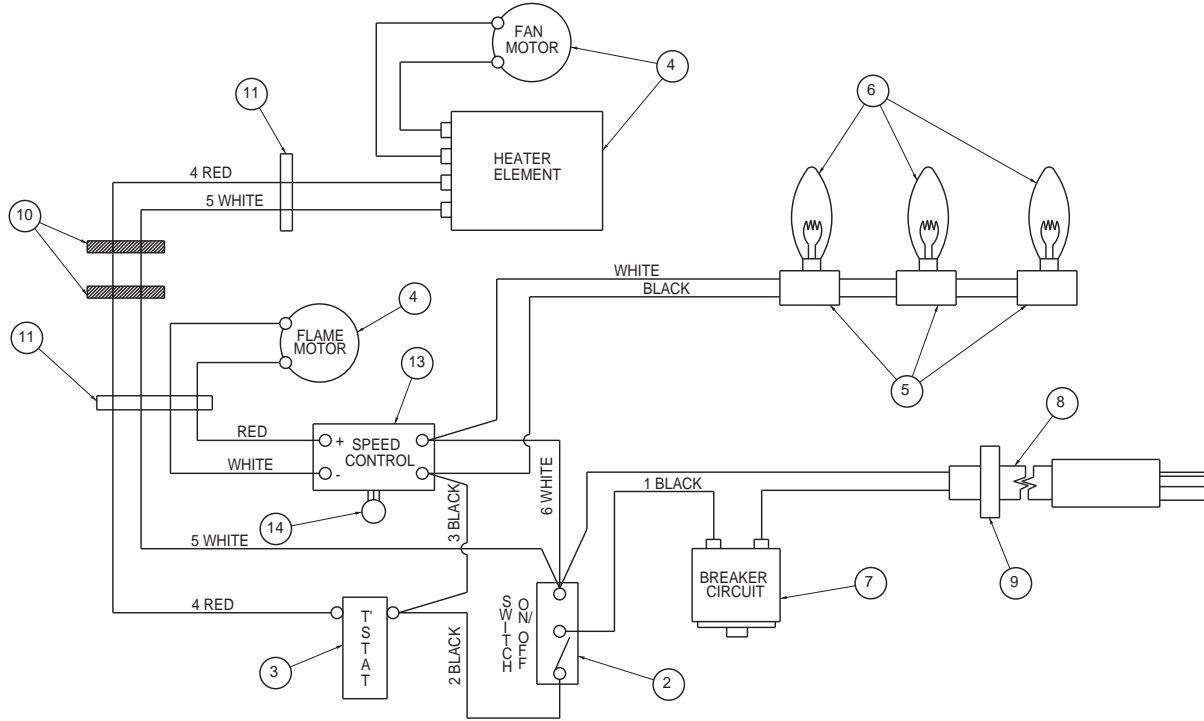 FAN
MOTOR
4
11
6
HEATER
ELEMENT
4 RED
5 WHITE
10
WHITE
BLACK
4
FLAME
MOTOR
11
13
5
8
RED
+
SPEED
CONTROL
WHITE
-
14
3 BLACK
6 WHITE
1 BLACK
5 WHITE
BREAKER
CIRCUIT
7
9
4 RED
T'STAT
3
2 BLACK
SWITCH
ON/OFF
2